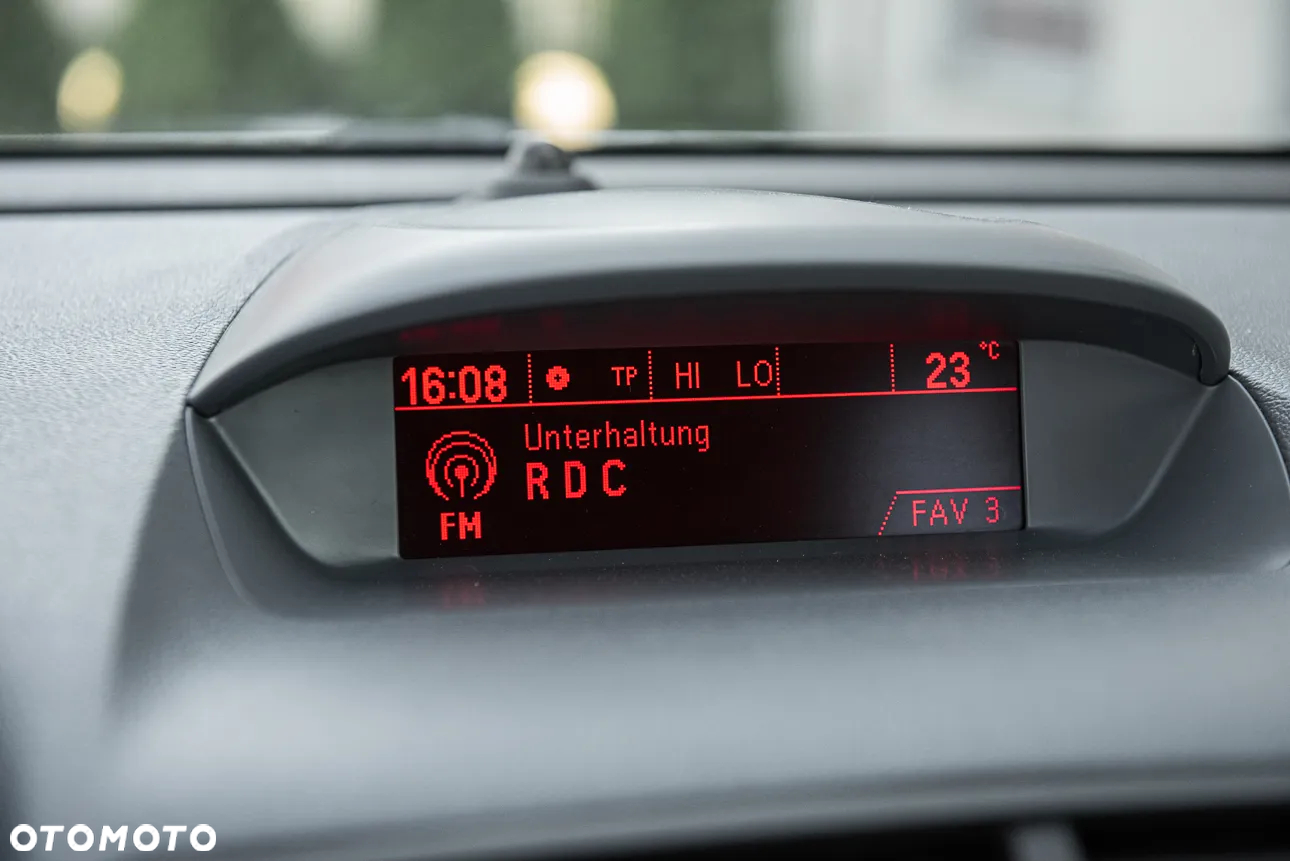 16:08 TP HI LO 23 °C
Unterhaltung
RDC
FM
FAV 3
OTOMOTO